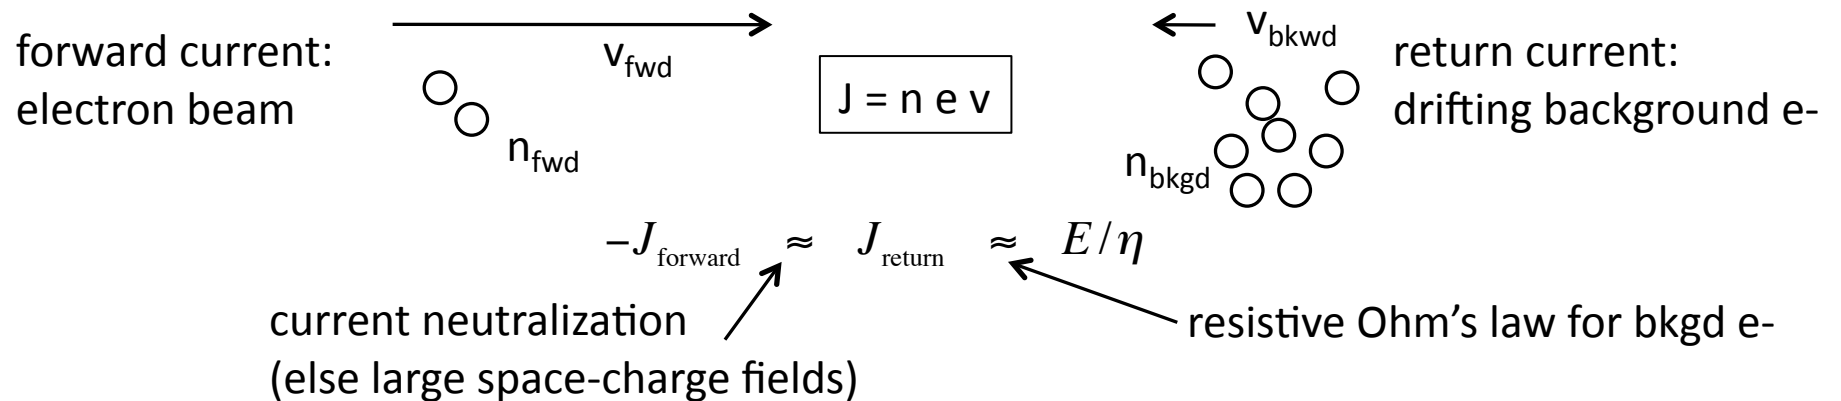 forward current:
electron beam
v_fwd
n_fwd
J = n e v
v_bkwd
n_bkgd
return current:
drifting background e-
−J_forward ≈ J_return ≈ E/η
current neutralization
(else large space-charge fields)
resistive Ohm’s law for bkgd e-